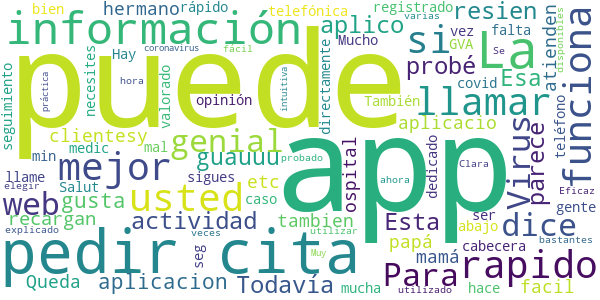 bien hermano rápido telefónica registrado varias
información aplico Mucho resien disponibles
Hay coronavirus fácil Se
puede si La vez GVA falta
probé Esa atienden
seguimiento necesites hora práctica opinión directamente intuitiva llamar covid funciona
valorado También teléfono
clientesy genial aplicacio
min medic mal guauuu app Virus parece
mejor llame sigues etc ospital dedicado probado Clara
elegir Salut gusta caso usted ahora Eficaz
web recargan actividad tambien Esta dice ser gente
explicado veces papá utilizar abajo
pedir cita seg mamá cabecera bastantes
Queda aplicacion Todavía Muy mucha Para utilizado rapido hace facil